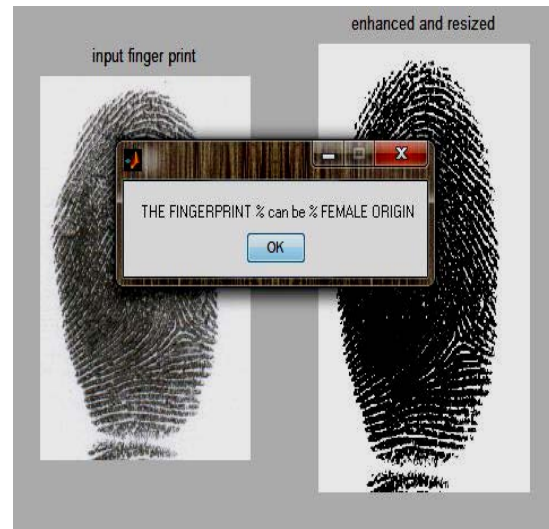 enhanced and resized
input finger print
THE FINGERPRINT % can be % FEMALE ORIGIN
OK